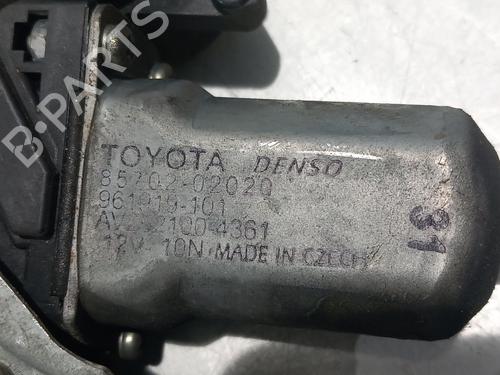 B-PARTS
TOYOTA DENSO
85702-02020
961919-101
12V 10N MADE IN CZECH
31